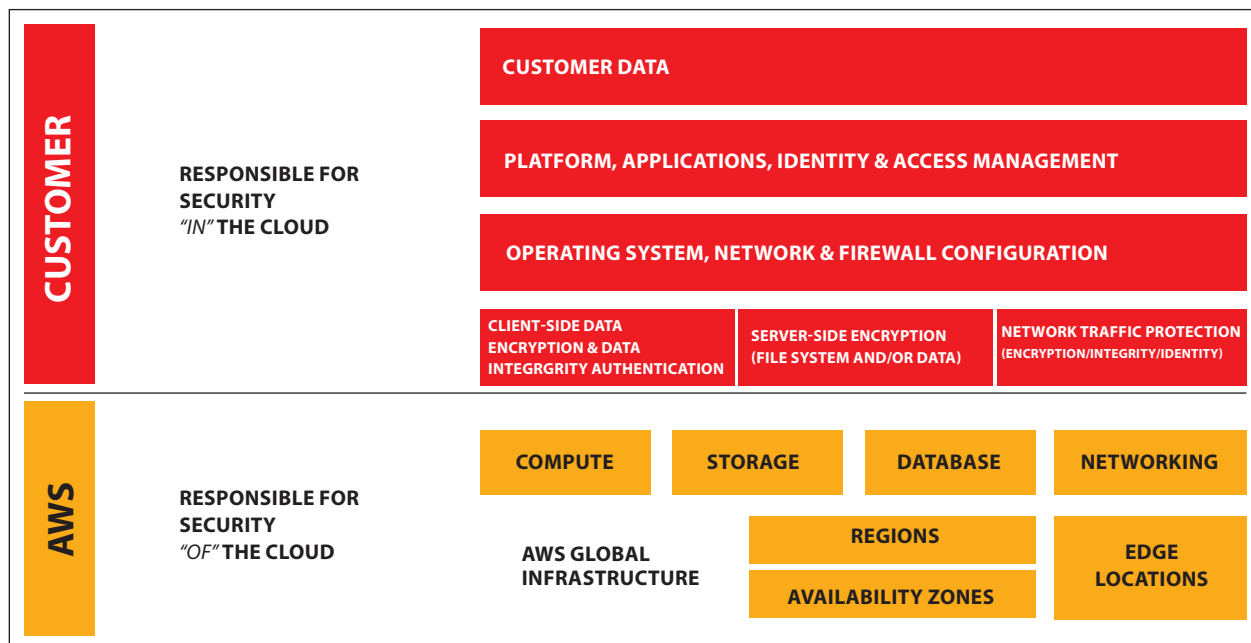 CUSTOMER
RESPONSIBLE FOR
SECURITY
“IN” THE CLOUD
CUSTOMER DATA
PLATFORM, APPLICATIONS, IDENTITY & ACCESS MANAGEMENT
OPERATING SYSTEM, NETWORK & FIREWALL CONFIGURATION
CLIENT-SIDE DATA
ENCRYPTION & DATA
INTEGRGRITY AUTHENTICATION
SERVER-SIDE ENCRYPTION
(FILE SYSTEM AND/OR DATA)
NETWORK TRAFFIC PROTECTION
(ENCRYPTION/INTEGRITY/IDENTITY)
AWS
RESPONSIBLE FOR
SECURITY
“OF” THE CLOUD
COMPUTE
STORAGE
DATABASE
NETWORKING
AWS GLOBAL
INFRASTRUCTURE
REGIONS
AVAILABILITY ZONES
EDGE
LOCATIONS